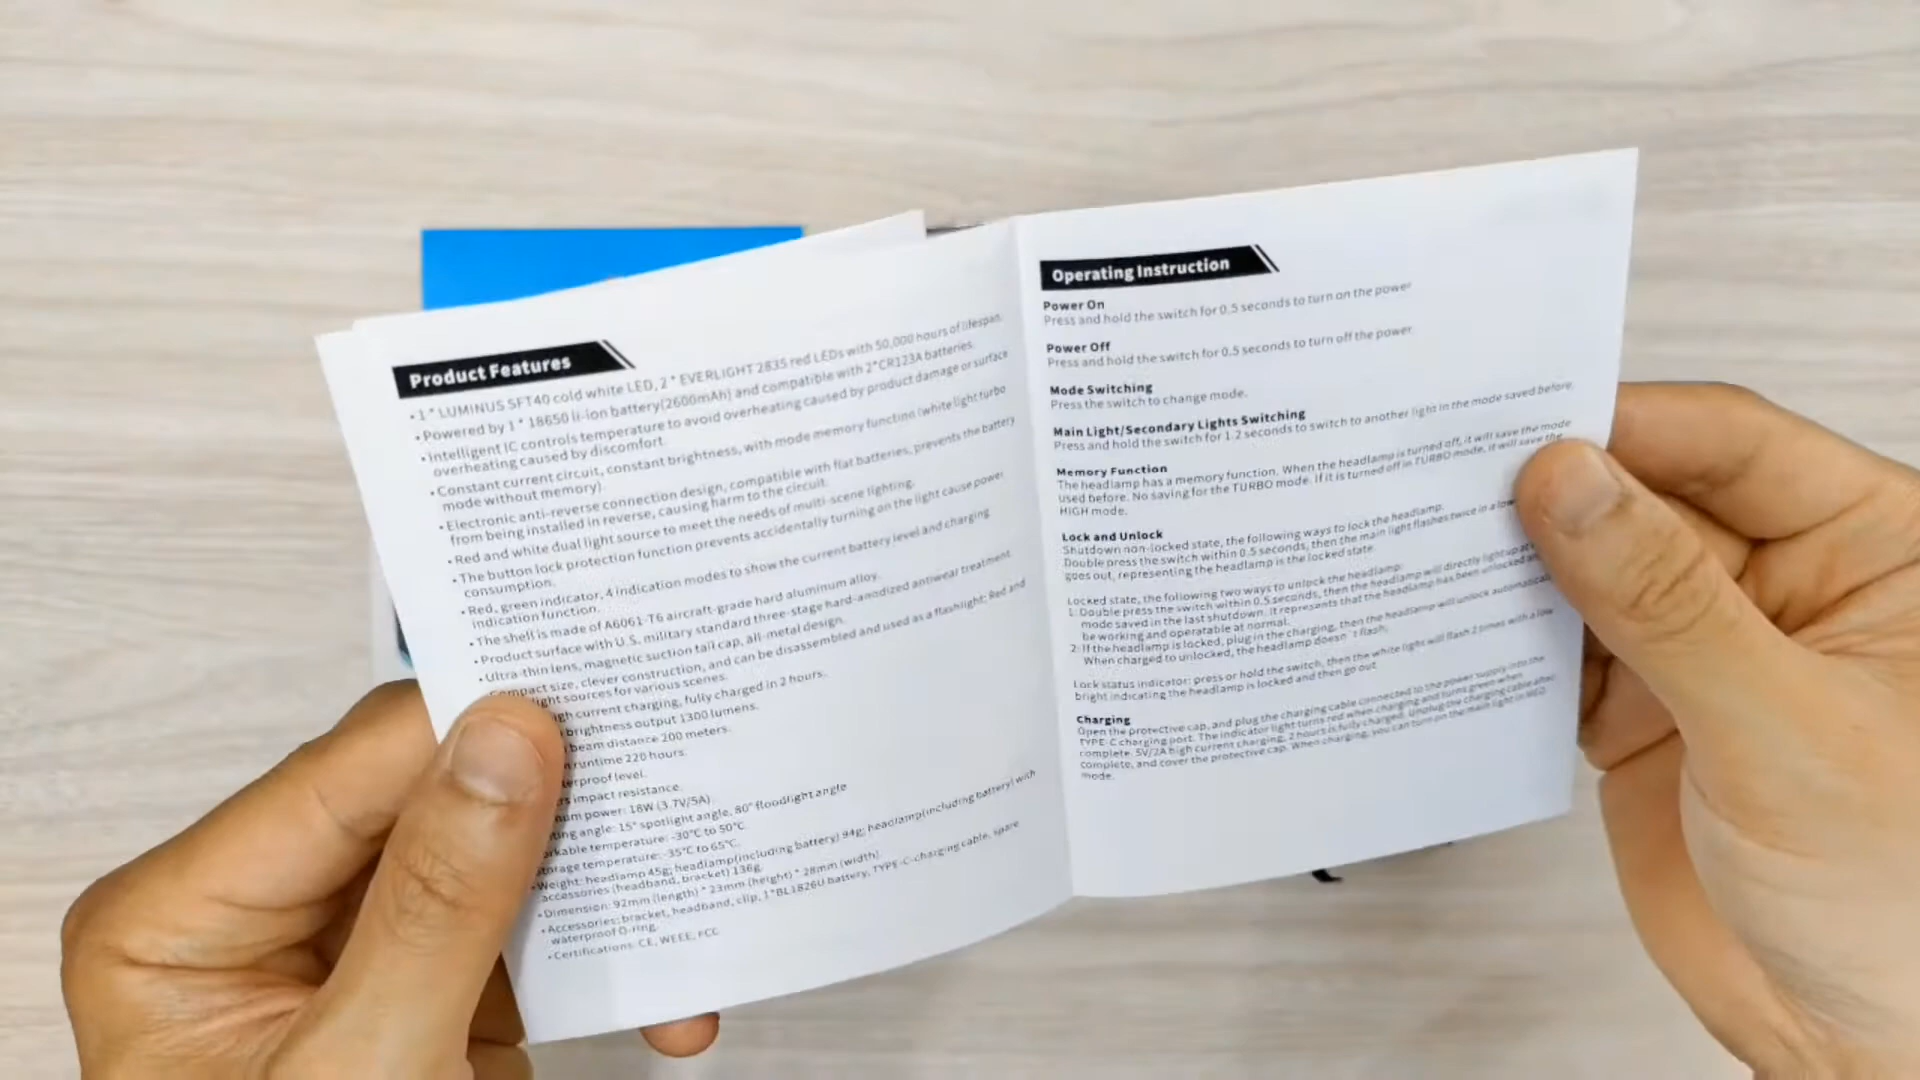 Product Features
• 1 * LUMINUS SFT40 cold white LED, 2 * EVERLIGHT 2835 red LEDs with 50,000 hours of lifespan.
• Powered by 1 * 18650 li-ion battery(2600mAh) and compatible with 2*CR123A batteries.
• Intelligent IC controls temperature to avoid overheating caused by product damage or surface
overheating caused by discomfort.
• Constant current circuit, constant brightness, with mode memory function (white light turbo
mode without memory).
• Electronic anti-reverse connection design, compatible with flat batteries, prevents the battery
from being installed in reverse, causing harm to the circuit.
• Red and white dual light source to meet the needs of multi-scene lighting.
• The button lock protection function prevents accidentally turning on the light cause power
consumption.
• Red, green indicator, 4 indication modes to show the current battery level and charging
indication function.
• The shell is made of A6061-T6 aircraft-grade hard aluminum alloy.
• Product surface with U.S. military standard three-stage hard-anodized antiwear treatment
• Ultra-thin lens, magnetic suction tail cap, all-metal design.
Compact size, clever construction, and can be disassembled and used as a flashlight; Red and
light sources for various scenes.
current charging, fully charged in 2 hours.
brightness output 1300 lumens.
beam distance 200 meters.
runtime 220 hours.
level.
impact resistance.
power: 18W (3.7V/5A)
angle: 15° spotlight angle, 80° floodlight angle
temperature: -30°C to 50°C.
storage temperature: -35°C to 65°C.
• Weight: headlamp 45g; headlamp(including battery) 94g; headlamp(including battery) with
accessories (headband, bracket) 136g.
• Dimension: 92mm (length) * 23mm (height) * 28mm (width)
• Accessories: bracket, headband, clip, 1*BL1826U battery, TYPE-C-charging cable, spare
waterproof O-ring.
• Certifications: CE, WEEE, FCC
Operating Instruction
Power On
Press and hold the switch for 0.5 seconds to turn on the power
Power Off
Press and hold the switch for 0.5 seconds to turn off the power
Mode Switching
Press the switch to change mode.
Main Light/Secondary Lights Switching
Press and hold the switch for 1.2 seconds to switch to another light in the mode saved before.
Memory Function
The headlamp has a memory function. When the headlamp is turned off, it will save the mode
used before. No saving for the TURBO mode. If it is turned off in TURBO mode, it will save the
HIGH mode.
Lock and Unlock
Shutdown non-locked state, the following ways to lock the headlamp.
Double press the switch within 0.5 seconds, then the main light flashes twice in a low
goes out, representing the headlamp is the locked state.
Locked state, the following two ways to unlock the headlamp:
1: Double press the switch within 0.5 seconds, then the headlamp will directly light up at
mode saved in the last shutdown. It represents that the headlamp has been unlocked
be working and operatable at normal.
2: If the headlamp is locked, plug in the charging, then the headlamp will unlock
When charged to unlocked, the headlamp doesn't flash;
Lock status indicator: press or hold the switch, then the white light will flash 2 times with a low
bright indicating the headlamp is locked and then go out
Charging
Open the protective cap, and plug the charging cable connected to the power supply into the
TYPE-C charging port. The indicator light turns red when charging and turns green when
complete. 5V/2A high current charging, 2 hours is fully charged. Unplug the charging cable after
complete, and cover the protective cap. When charging, you can turn on the main light in MED
mode.